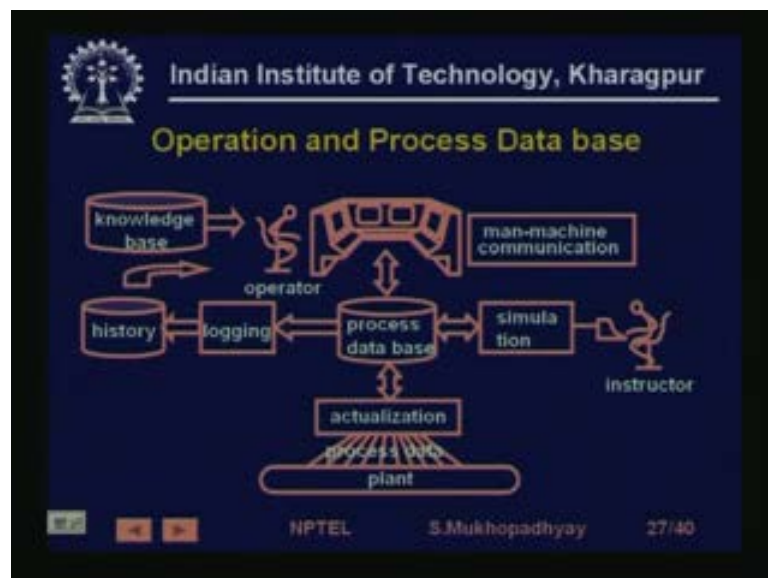 Indian Institute of Technology, Kharagpur
Operation and Process Data base
knowledge
base
man-machine
communication
operator
history
logging
process
data base
simula
tion
instructor
actualization
process data
plant
NPTEL
S.Mukhopadhyay
27/40